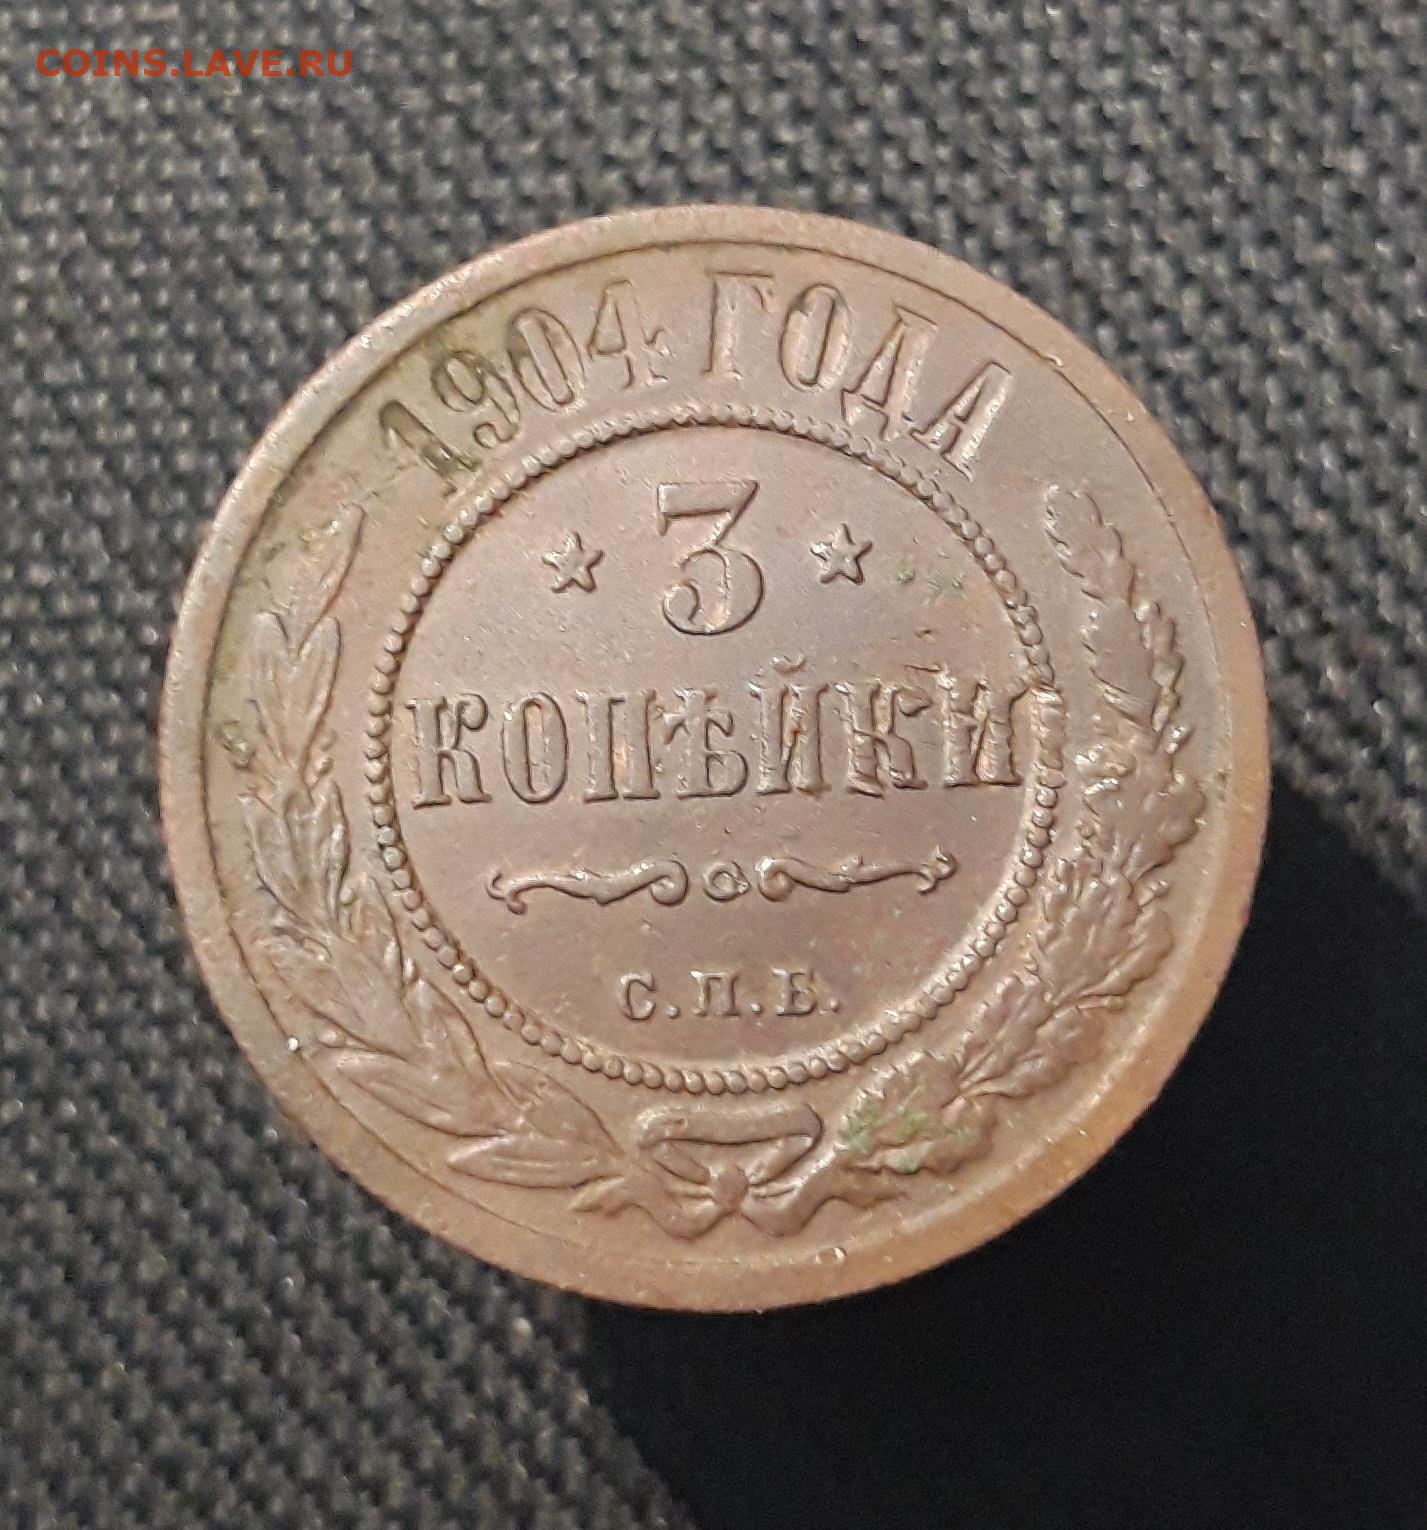 COINS.LAVE.RU
1904 ГОДА
3
КОПѢЙКИ
С.П.Б.